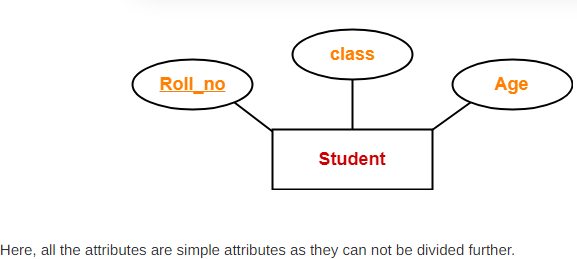 class
Roll_no
Age
Student
Here, all the attributes are simple attributes as they can not be divided further.